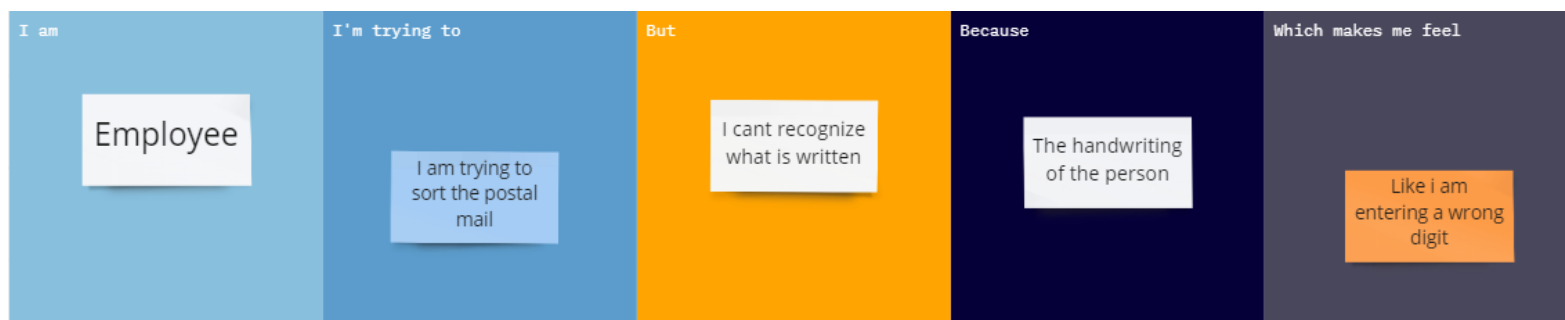 I am
Employee
I'm trying to
I am trying to
sort the postal
mail
But
I cant recognize
what is written
Because
The handwriting
of the person
Which makes me feel
Like i am
entering a wrong
digit